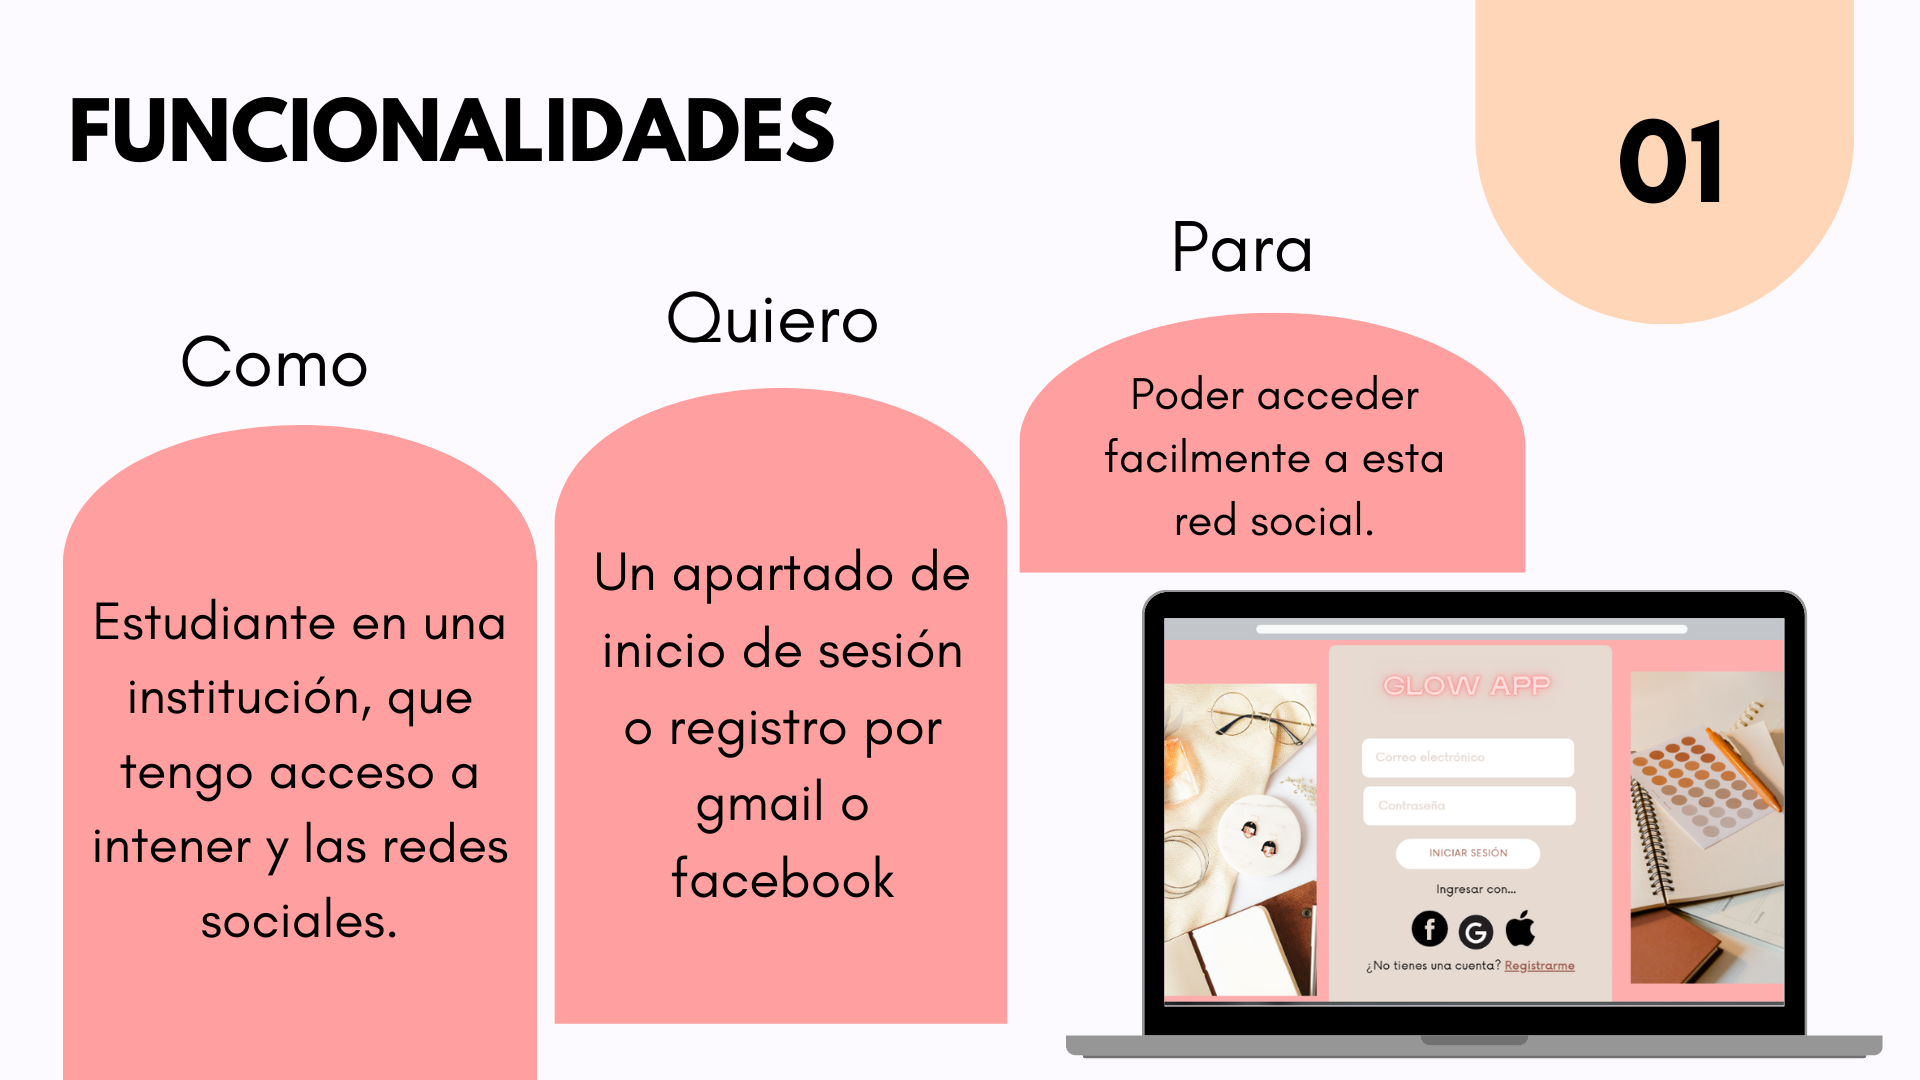 FUNCIONALIDADES
01
Como
Estudiante en una
institución, que
tengo acceso a
intener y las redes
sociales.
Quiero
Un apartado de
inicio de sesión
o registro por
gmail o
facebook
Para
Poder acceder
facilmente a esta
red social.
GLOW APP
Correo electrónico
Contraseña
INICIAR SESIÓN
Ingresar con...
¿No tienes una cuenta? Registrarme